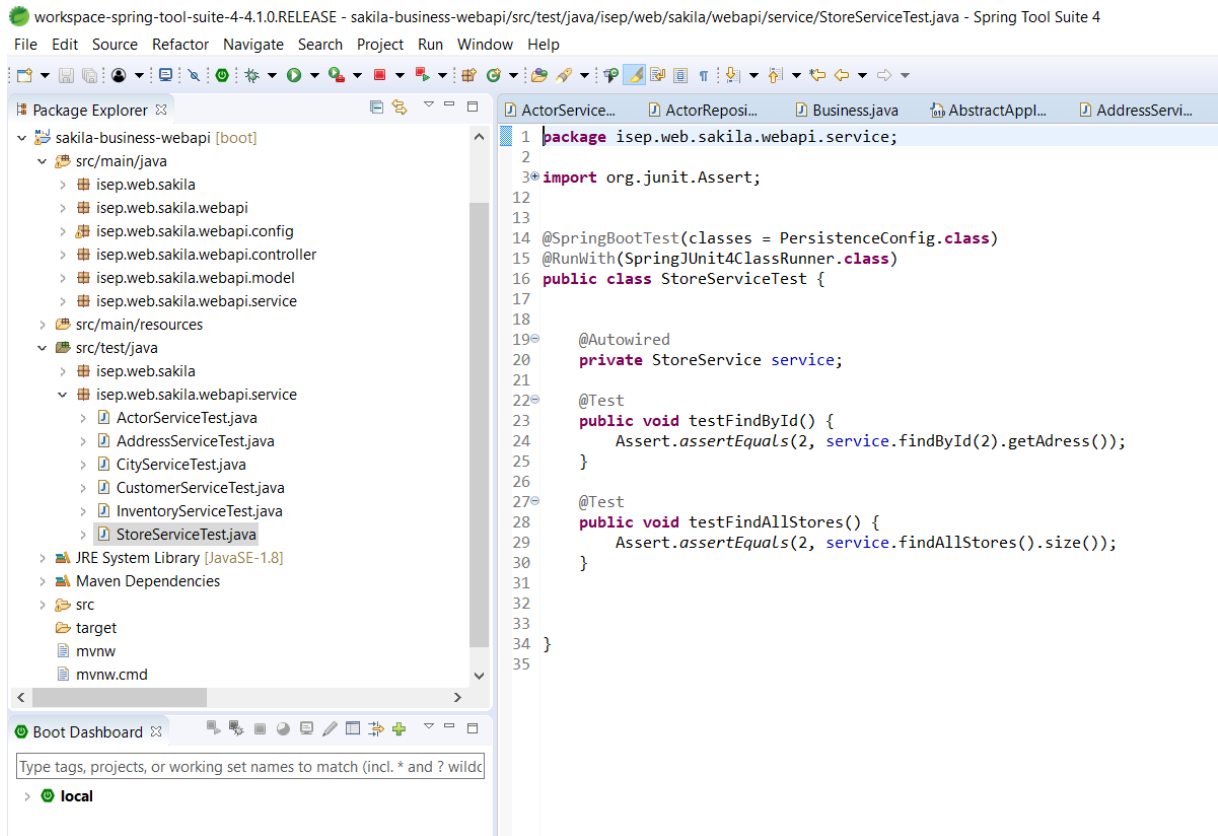 workspace-spring-tool-suite-4-4.1.0.RELEASE - sakila-business-webapi/src/test/java/isep/web/sakila/webapi/service/StoreServiceTest.java - Spring Tool Suite 4
File Edit Source Refactor Navigate Search Project Run Window Help
Package Explorer
sakila-business-webapi [boot]
src/main/java
isep.web.sakila
isep.web.sakila.webapi
isep.web.sakila.webapi.config
isep.web.sakila.webapi.controller
isep.web.sakila.webapi.model
isep.web.sakila.webapi.service
src/main/resources
src/test/java
isep.web.sakila
isep.web.sakila.webapi.service
ActorServiceTest.java
AddressServiceTest.java
CityServiceTest.java
CustomerServiceTest.java
InventoryServiceTest.java
StoreServiceTest.java
JRE System Library [JavaSE-1.8]
Maven Dependencies
src
target
mvnw
mvnw.cmd
Boot Dashboard
Type tags, projects, or working set names to match (incl. * and ? wildc
local
ActorService... ActorReposi... Business.java AbstractAppl... AddressServi...
1 package isep.web.sakila.webapi.service;
2
3 import org.junit.Assert;
12
13
14 @SpringBootTest(classes = PersistenceConfig.class)
15 @RunWith(SpringJUnit4ClassRunner.class)
16 public class StoreServiceTest {
17
18
19 @Autowired
20 private StoreService service;
21
22 @Test
23 public void testFindById() {
24 Assert.assertEquals(2, service.findById(2).getAdress());
25 }
26
27 @Test
28 public void testFindAllStores() {
29 Assert.assertEquals(2, service.findAllStores().size());
30 }
31
32
33
34 }
35